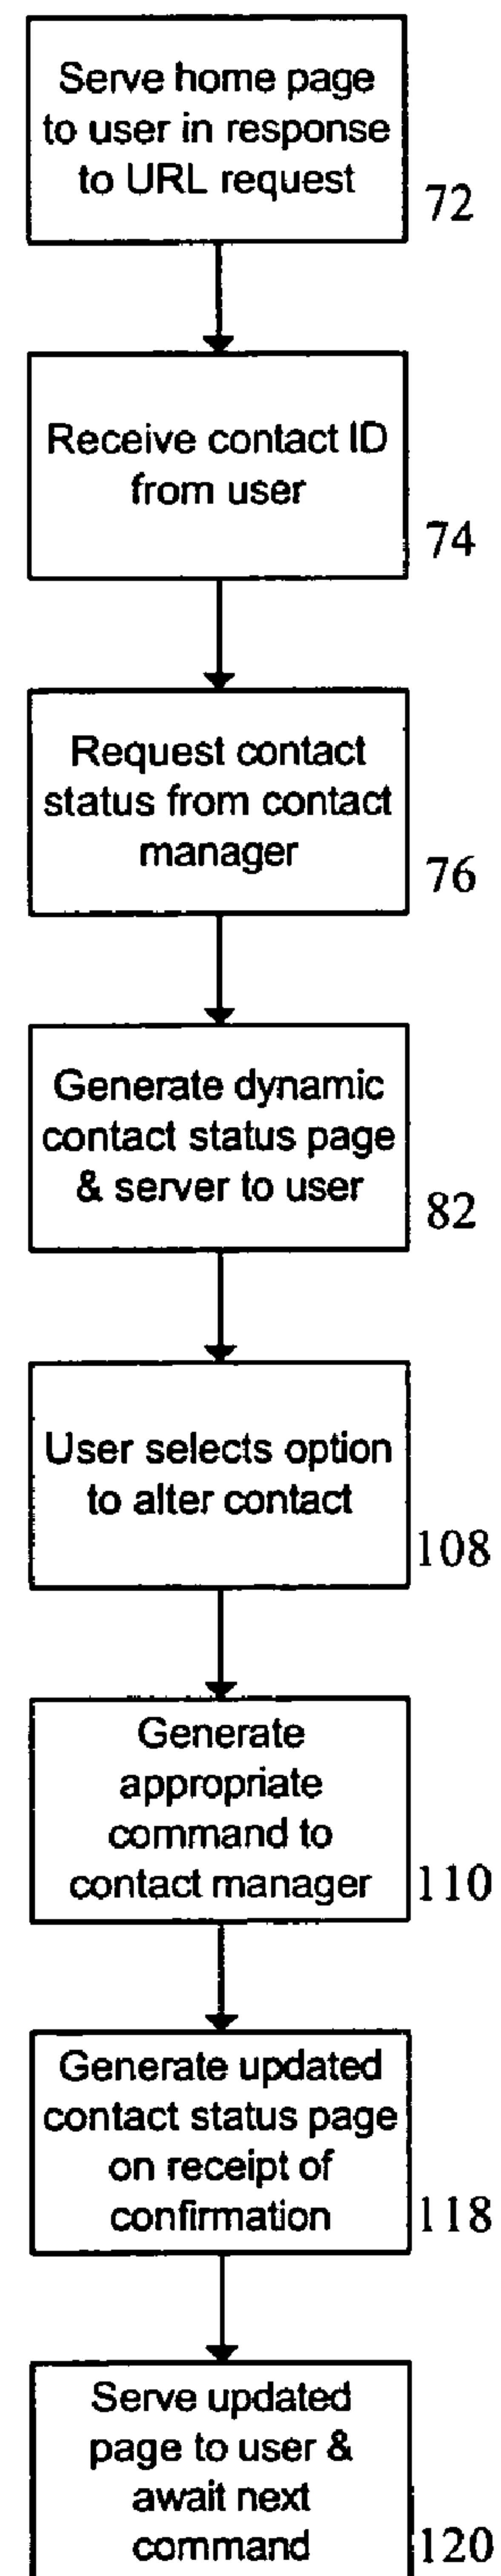 Serve home page
to user in response
to URL request
72
Receive contact ID
from user
74
Request contact
status from contact
manager
76
Generate dynamic
contact status page
& server to user
82
User selects option
to alter contact
108
Generate
appropriate
command to
contact manager
110
Generate updated
contact status page
on receipt of
confirmation
118
Serve updated
page to user &
await next
command
120